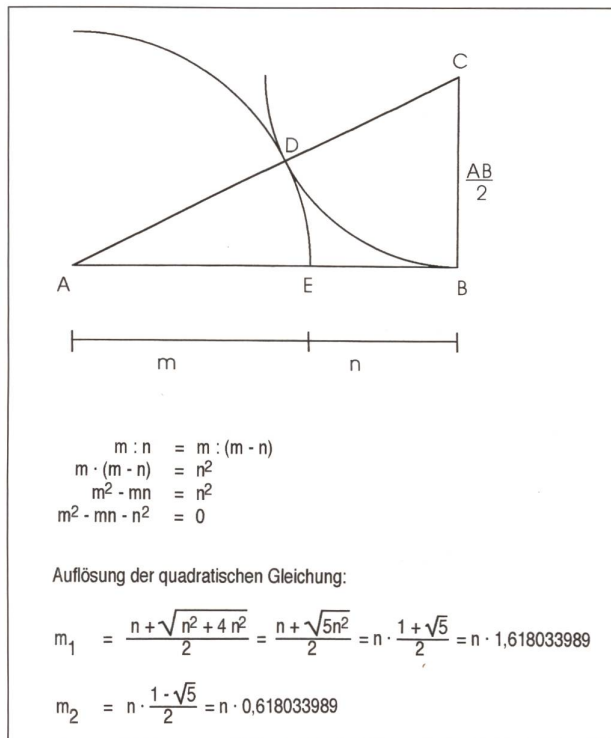 C
D
AB
2
A
E
B
m
n
m : n = m : (m - n)
m · (m - n) = n²
m² - mn = n²
m² - mn - n² = 0
Auflösung der quadratischen Gleichung:
m₁ = (n + √(n² + 4 n²))/2 = (n + √(5n²))/2 = n · (1 + √5)/2 = n · 1,618033989
m₂ = n · (1 - √5)/2 = n · 0,618033989